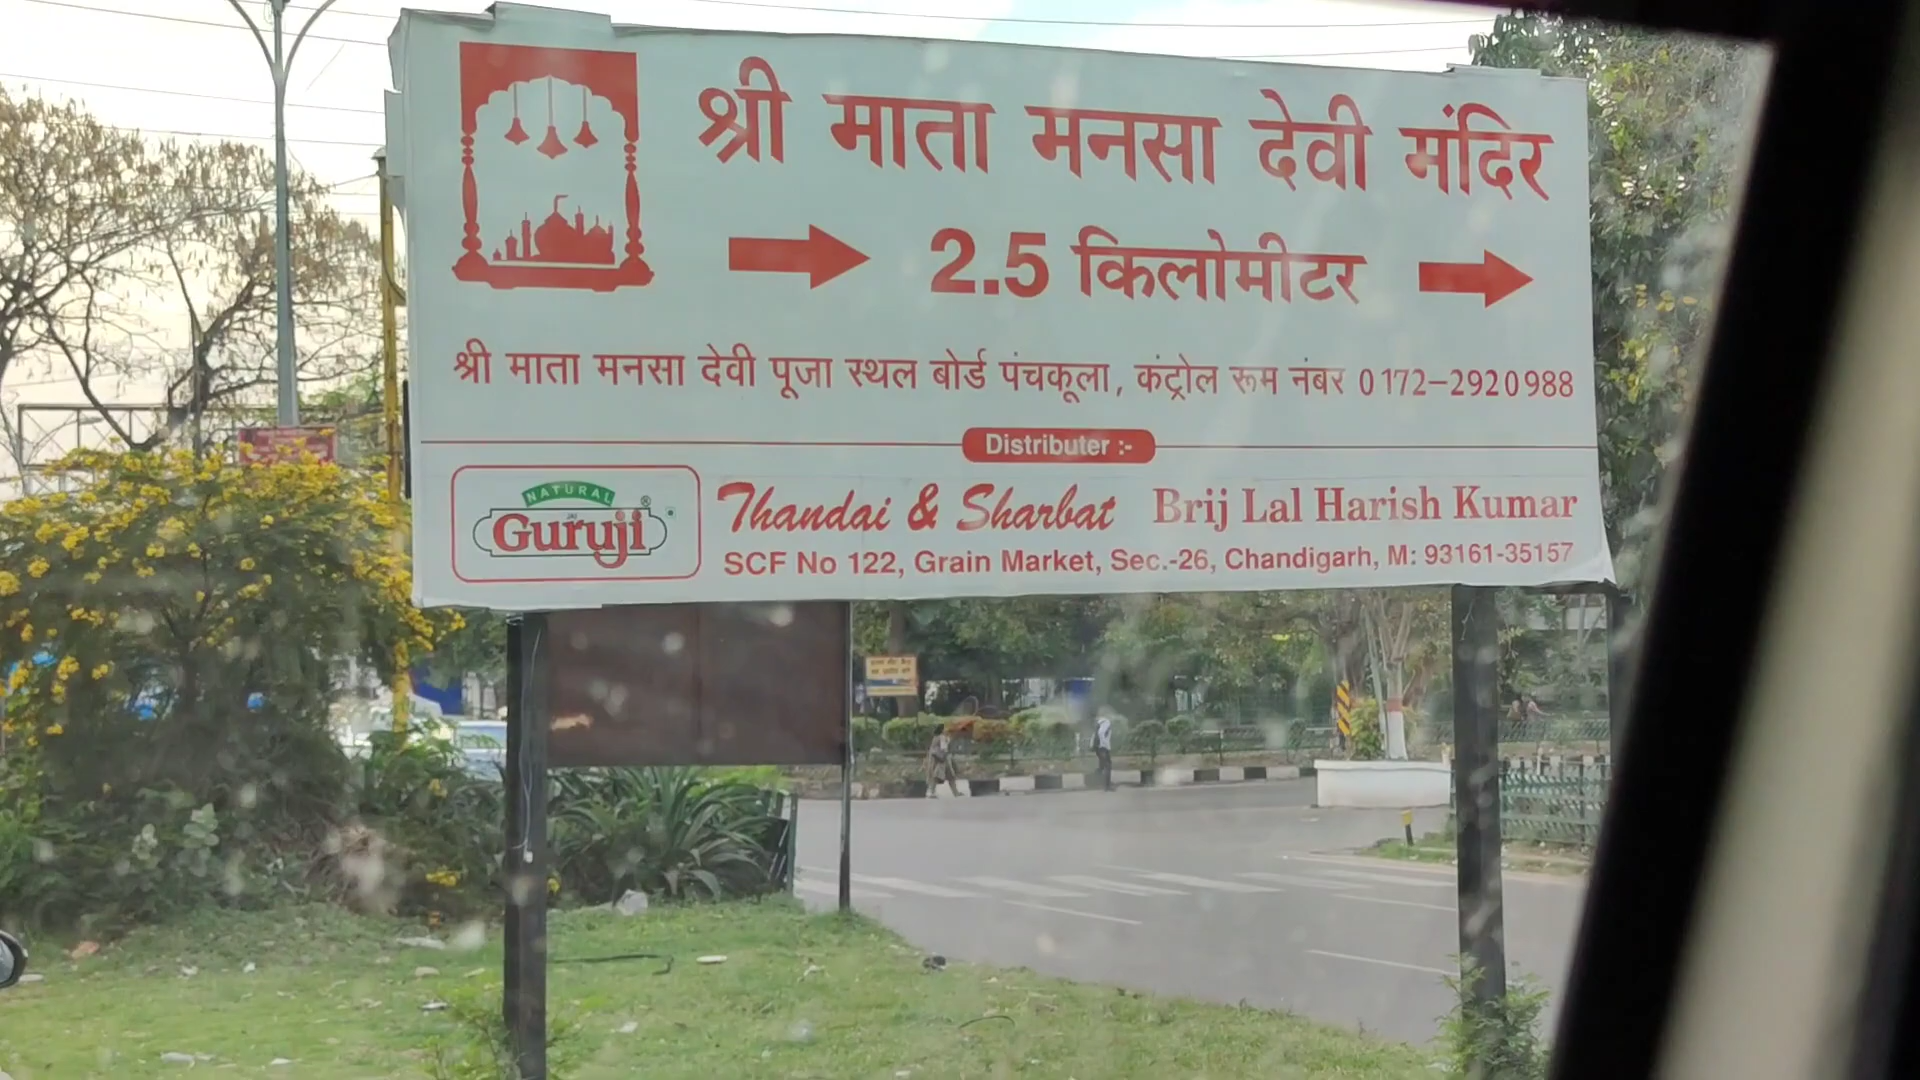 श्री माता मनसा देवी मंदिर
2.5 किलोमीटर
श्री माता मनसा देवी पूजा स्थल बोर्ड पंचकूला, कंट्रोल रूम नंबर 0172-2920988
Distributer :-
NATURAL
Guruji
Thandai & Sharbat Brij Lal Harish Kumar
SCF No 122, Grain Market, Sec.-26, Chandigarh, M: 93161-35157